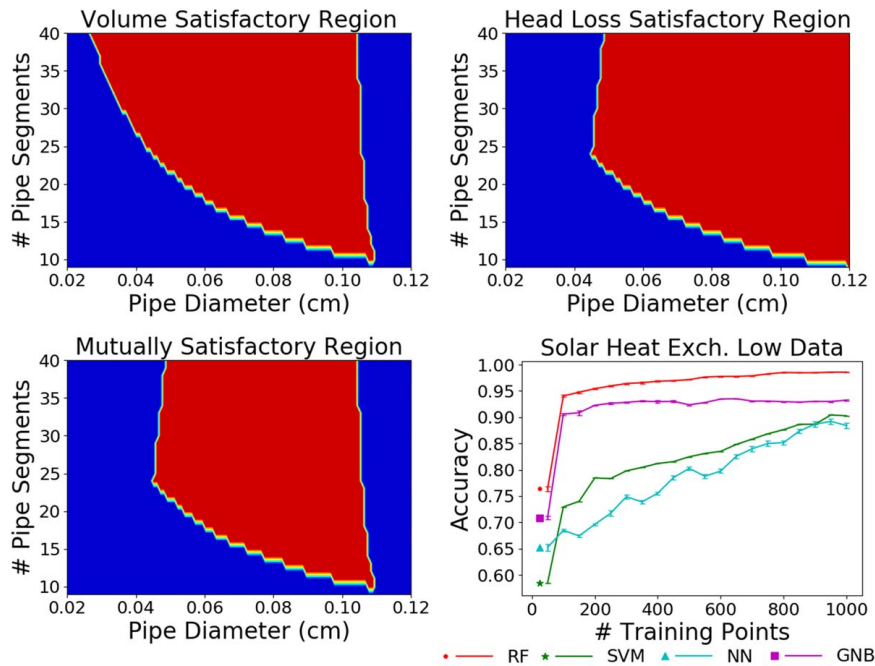 Volume Satisfactory Region
40
35
30
25
20
15
10
# Pipe Segments
0.02 0.04 0.06 0.08 0.10 0.12
Pipe Diameter (cm)
Head Loss Satisfactory Region
40
35
30
25
20
15
10
# Pipe Segments
0.02 0.04 0.06 0.08 0.10 0.12
Pipe Diameter (cm)
Mutually Satisfactory Region
40
35
30
25
20
15
10
# Pipe Segments
0.02 0.04 0.06 0.08 0.10 0.12
Pipe Diameter (cm)
Solar Heat Exch. Low Data
1.00
0.95
0.90
0.85
0.80
0.75
0.70
0.65
0.60
Accuracy
0 200 400 600 800 1000
# Training Points
RF SVM NN GNB